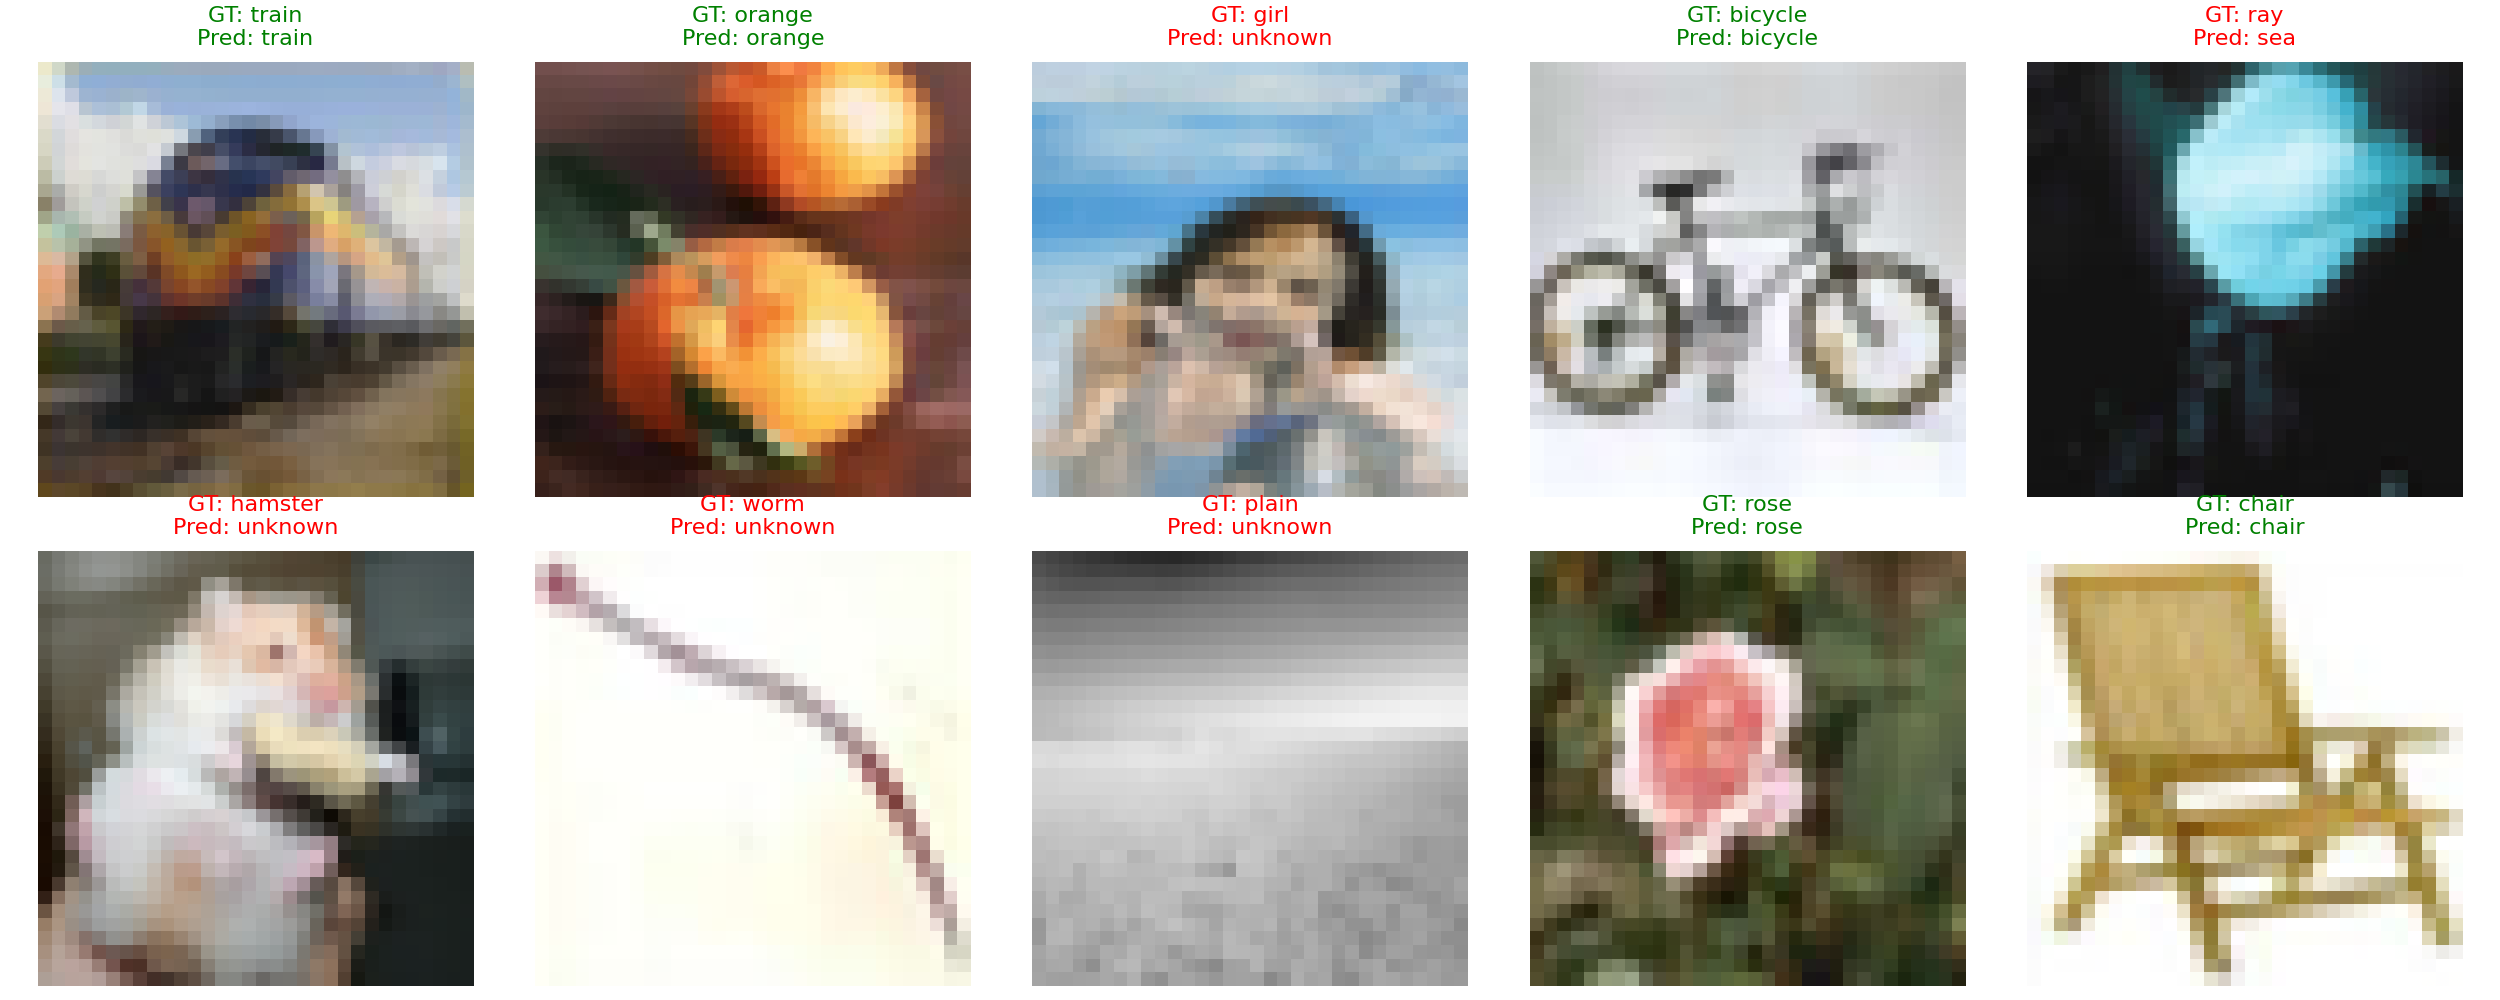 GT: train
Pred: train
GT: orange
Pred: orange
GT: girl
Pred: unknown
GT: bicycle
Pred: bicycle
GT: ray
Pred: sea
GT: hamster
Pred: unknown
GT: worm
Pred: unknown
GT: plain
Pred: unknown
GT: rose
Pred: rose
GT: chair
Pred: chair